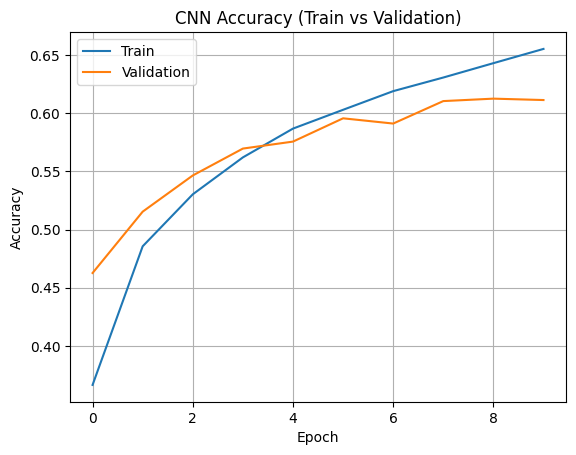 CNN Accuracy (Train vs Validation)
Train
Validation
0.65
0.60
0.55
0.50
0.45
0.40
Accuracy
0 2 4 6 8
Epoch